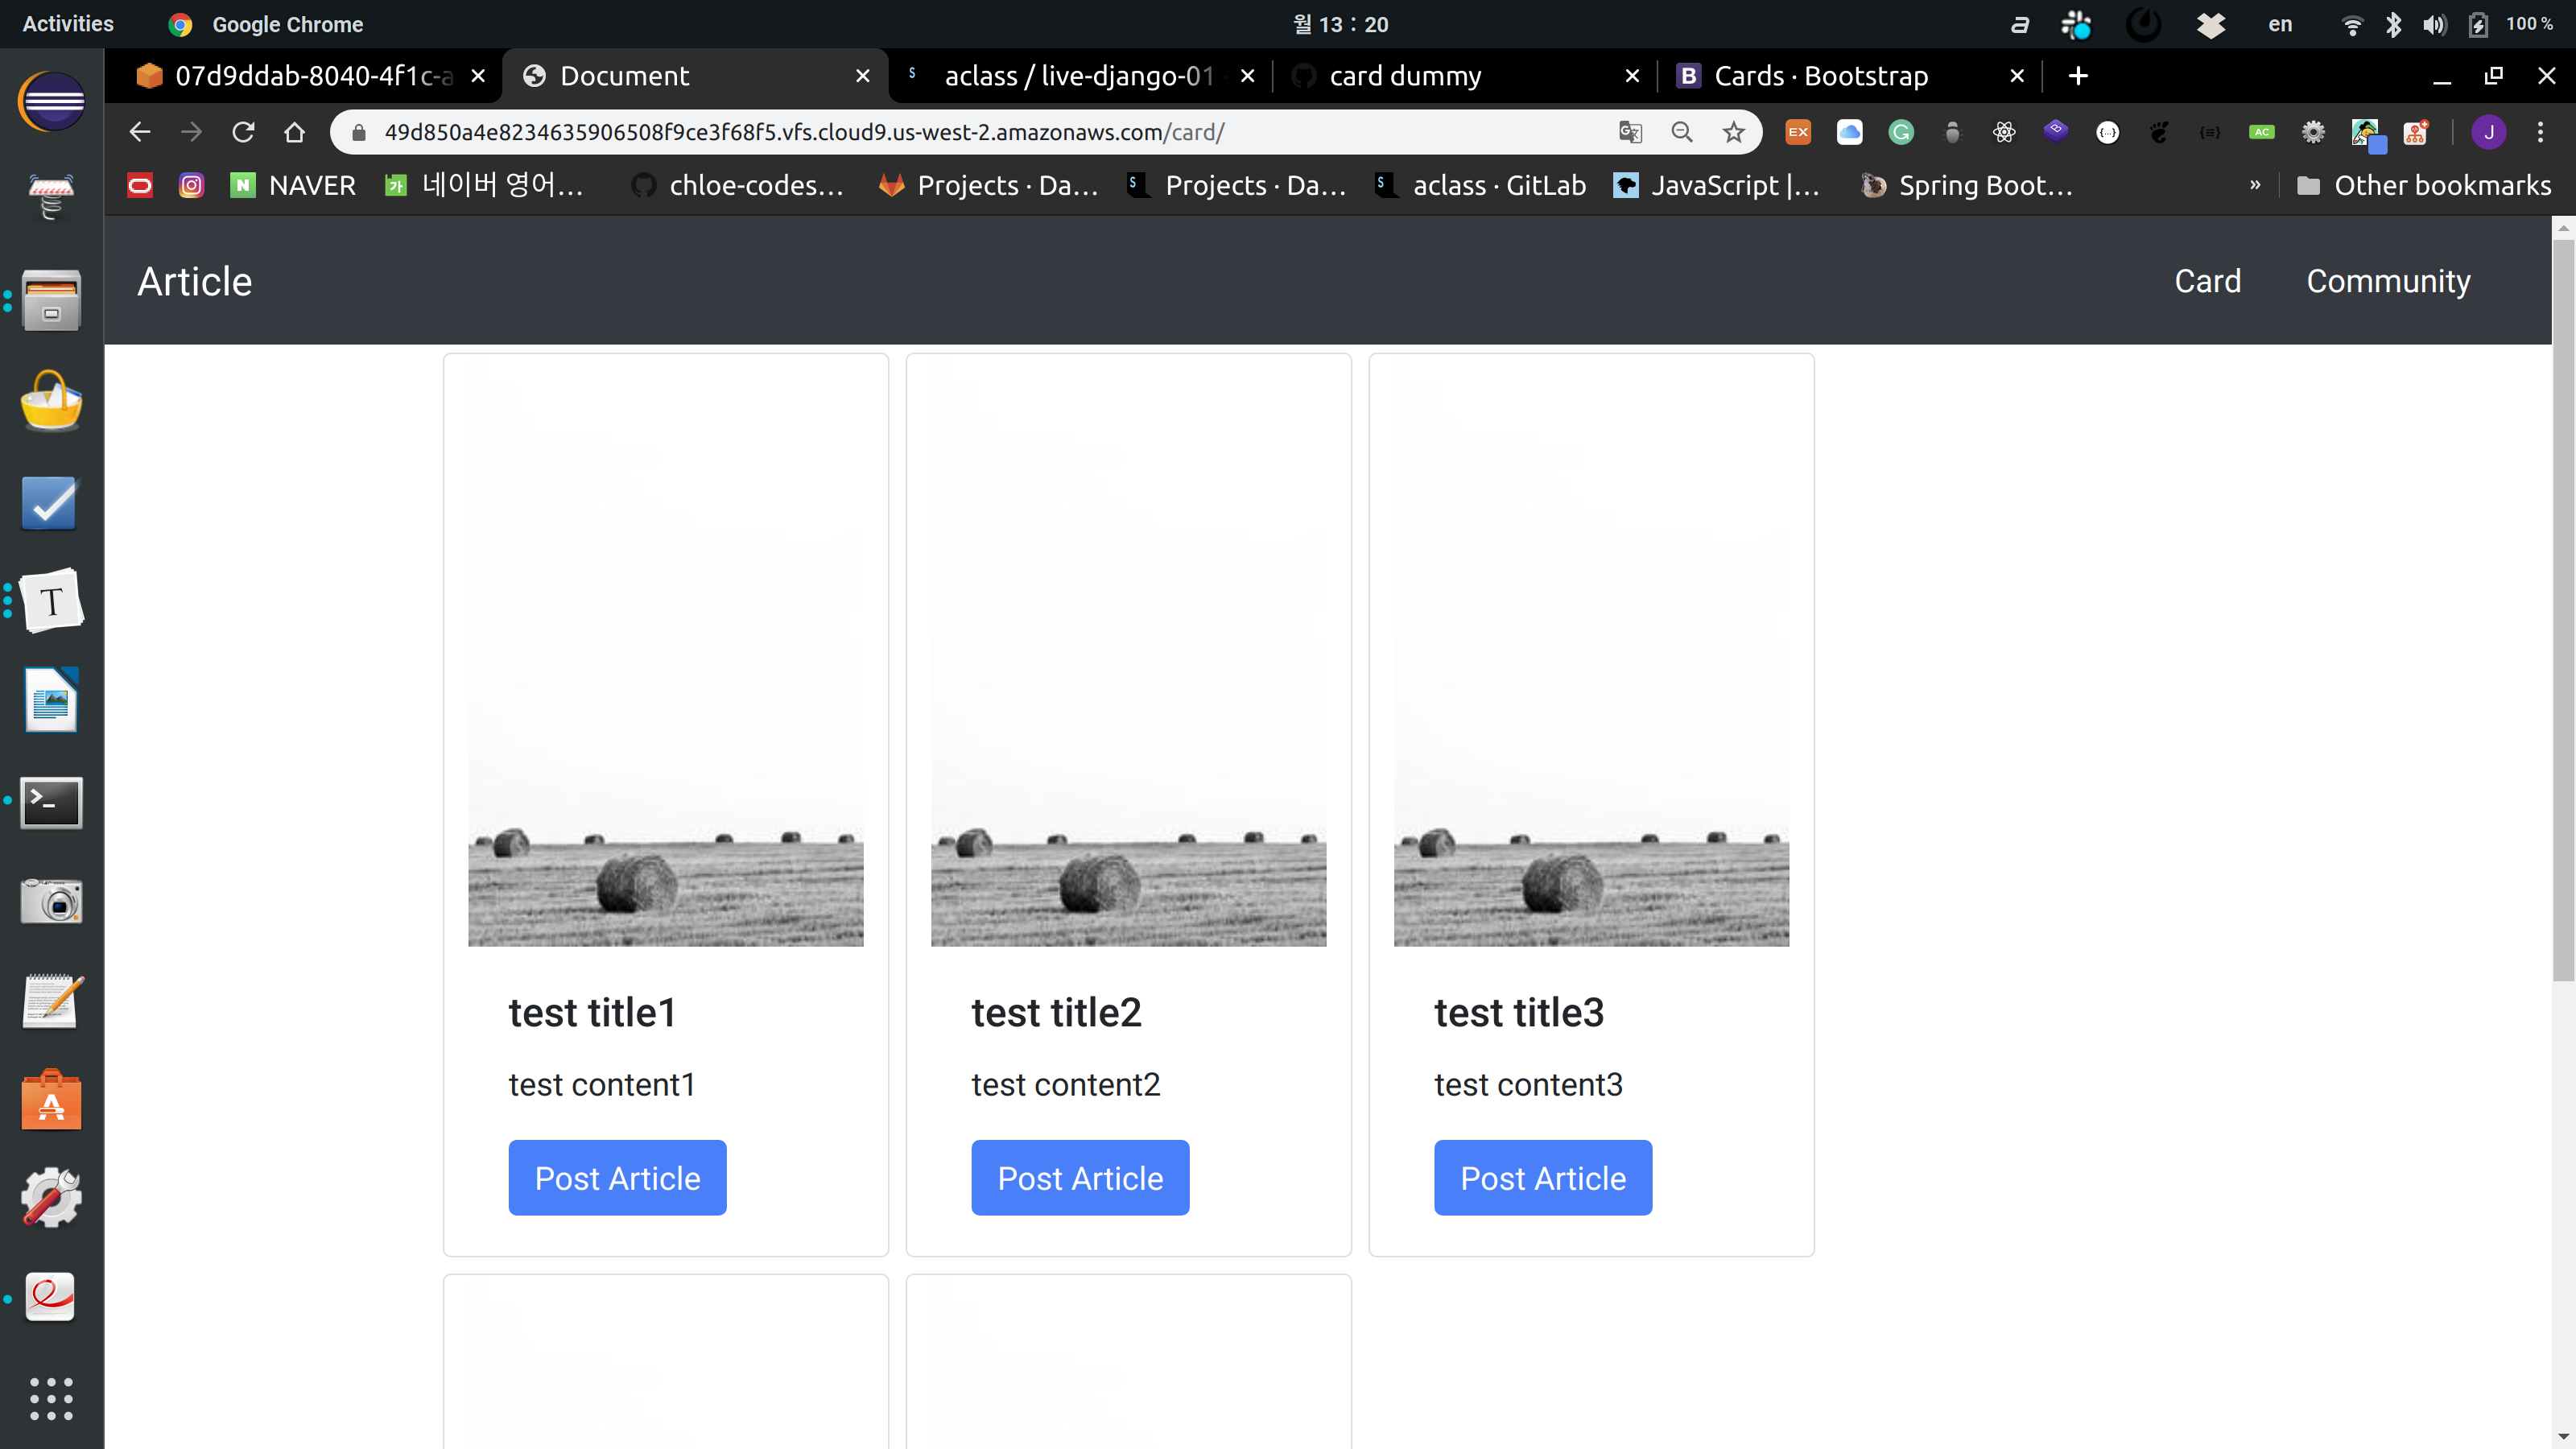 Activities Google Chrome 월 13 : 20 en 100 %
07d9ddab-8040-4f1c-a Document aclass / live-django-01 card dummy Cards · Bootstrap
49d850a4e8234635906508f9ce3f68f5.vfs.cloud9.us-west-2.amazonaws.com/card/
NAVER 네이버 영어... chloe-codes... Projects · Da... Projects · Da... aclass · GitLab JavaScript |... Spring Boot... » Other bookmarks
Article Card Community
test title1 test title2 test title3
test content1 test content2 test content3
Post Article Post Article Post Article